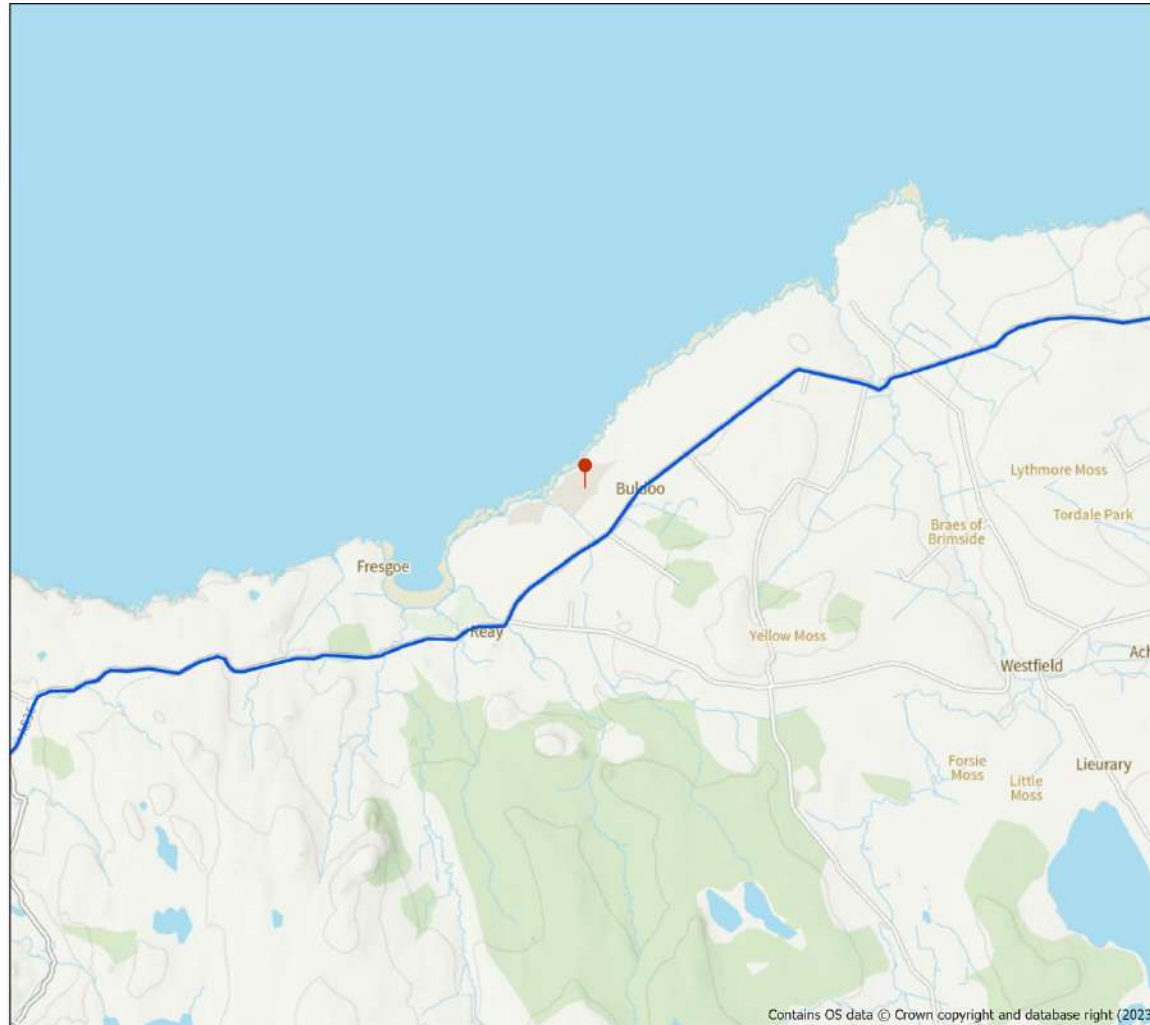 Lythmore Moss
Buldoo
Tordale Park
Braes of
Brimside
Fresgoe
Reay
Yellow Moss
Ach
Westfield
Forsie
Moss
Lieurary
Little
Moss
Contains OS data © Crown copyright and database right (2023